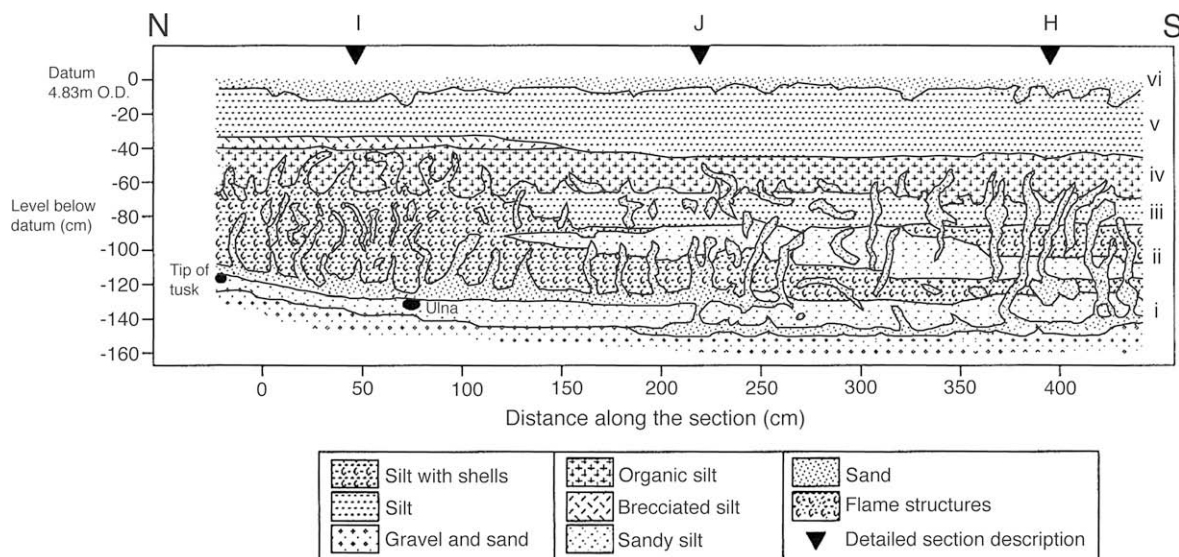 N I J H S
Datum
4.83m O.D.
0
-20
-40
-60
-80
-100
-120
-140
-160
Level below
datum (cm)
Tip of
tusk
Ulna
vi
v
iv
iii
ii
i
0 50 100 150 200 250 300 350 400
Distance along the section (cm)
Silt with shells
Silt
Gravel and sand
Organic silt
Brecciated silt
Sandy silt
Sand
Flame structures
Detailed section description